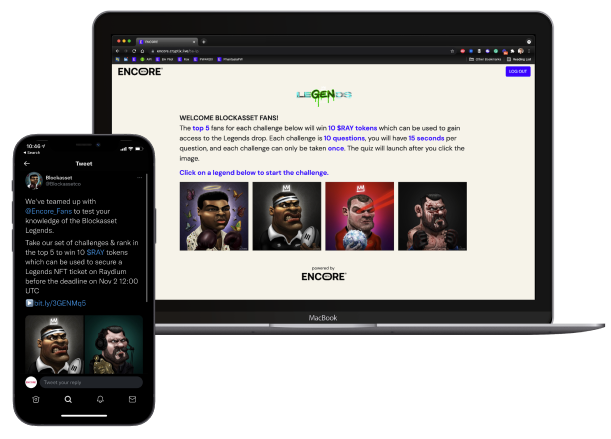 ENCORE
LOG OUT
LEGENDS
WELCOME BLOCKASSET FANS!
The top 5 fans for each challenge below will win 10 $RAY tokens which can be used to gain
access to the Legends drop. Each challenge is 10 questions, you will have 15 seconds per
question, and each challenge can only be taken once. The quiz will launch after you click the
image.
Click on a legend below to start the challenge.
powered by
ENCORE
MacBook
10:46
Search
Tweet
Blockasset
@Blockassetco
We've teamed up with
@Encore_Fans to test your
knowledge of the Blockasset
Legends.
Take our set of challenges & rank in
the top 5 to win 10 $RAY tokens
which can be used to secure a
Legends NFT ticket on Raydium
before the deadline on Nov 2 12:00
UTC
bit.ly/3GENMq5
Tweet your reply